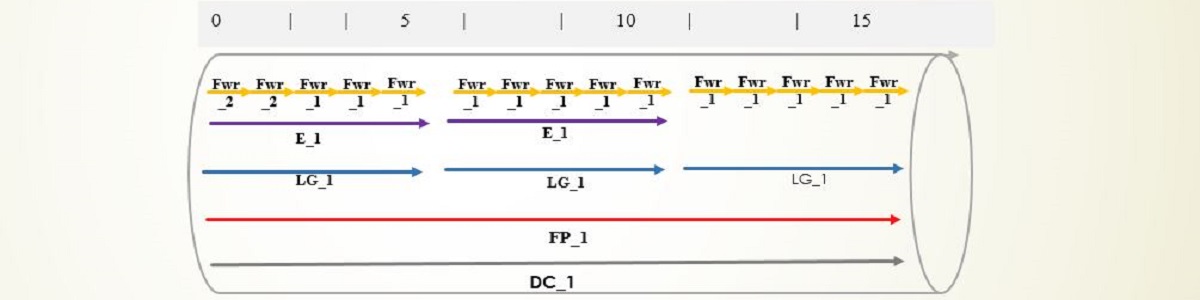 0 | | 5 | | 10 | | 15
Fwr Fwr Fwr Fwr Fwr Fwr Fwr Fwr Fwr Fwr Fwr Fwr Fwr Fwr Fwr
_2 _2 _1 _1 _1 _1 _1 _1 _1 _1 _1 _1 _1 _1 _1
E_1 E_1
LG_1 LG_1 LG_1
FP_1
DC_1